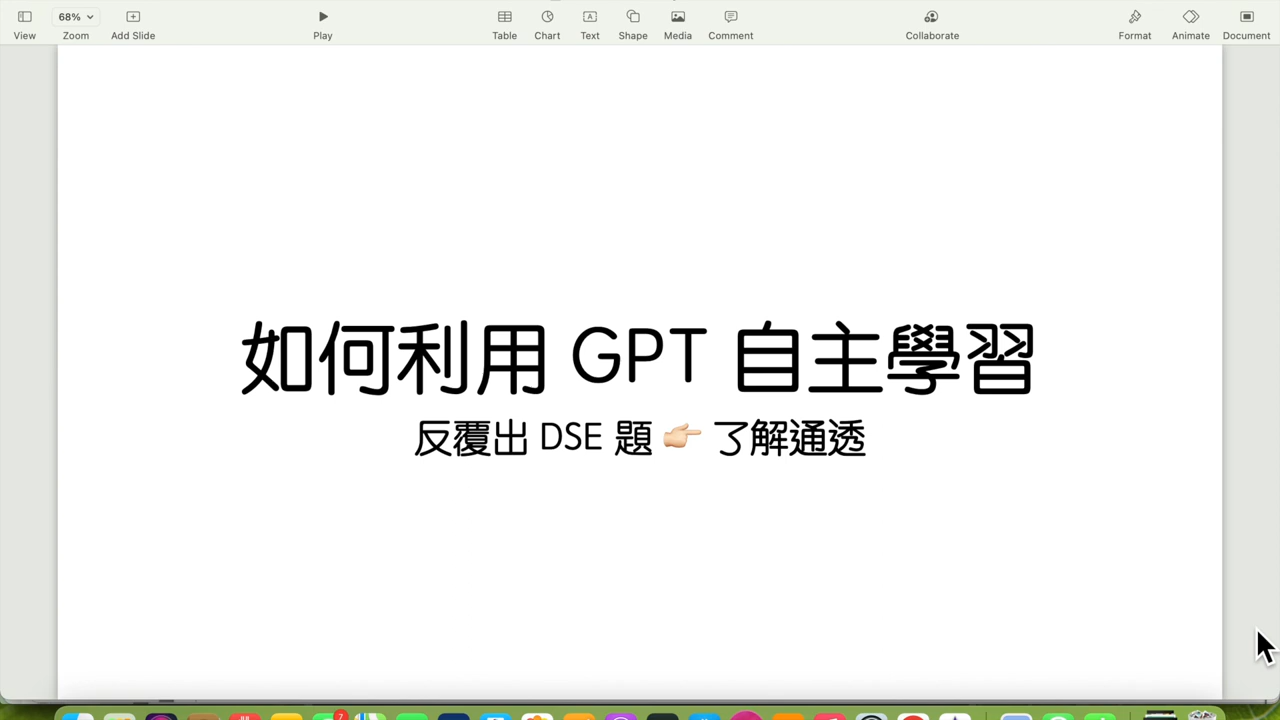 68%
View
Zoom
Add Slide
Play
Table
Chart
Text
Shape
Media
Comment
Collaborate
Format
Animate
Document
如何利用 GPT 自主學習
反覆出 DSE 題 👉🏻 了解通透
7